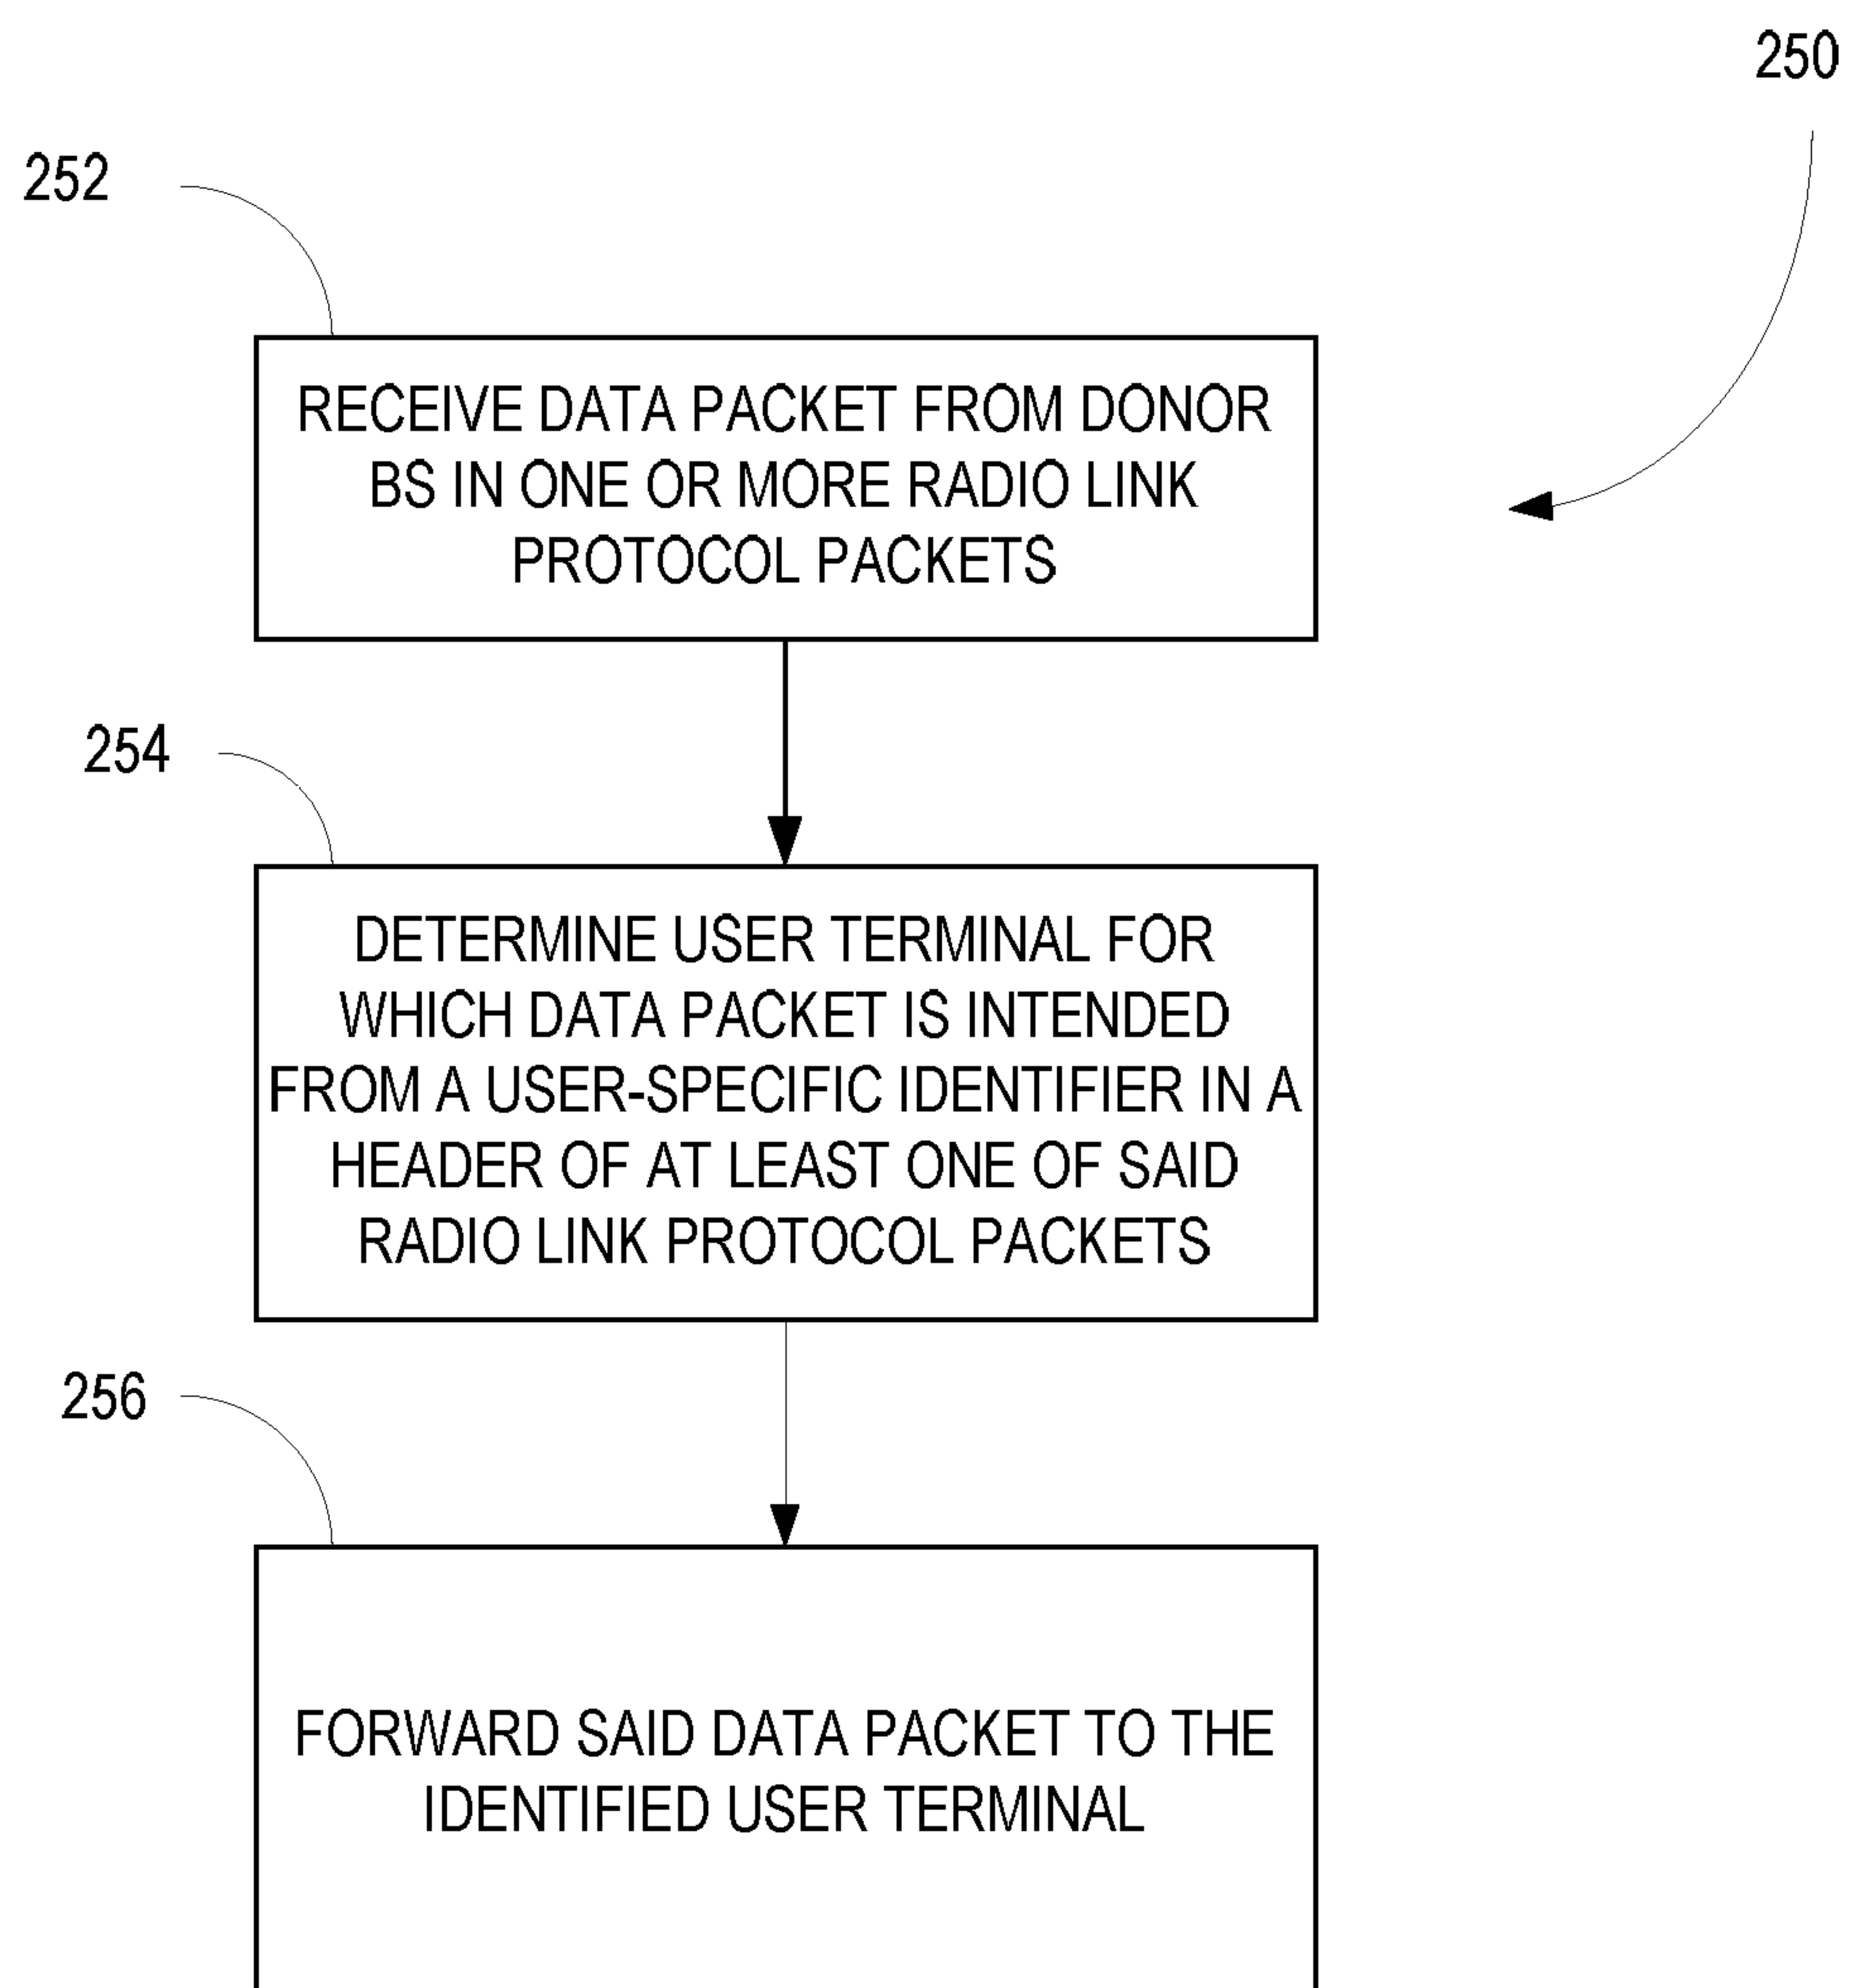 250
252
RECEIVE DATA PACKET FROM DONOR
BS IN ONE OR MORE RADIO LINK
PROTOCOL PACKETS
254
DETERMINE USER TERMINAL FOR
WHICH DATA PACKET IS INTENDED
FROM A USER-SPECIFIC IDENTIFIER IN A
HEADER OF AT LEAST ONE OF SAID
RADIO LINK PROTOCOL PACKETS
256
FORWARD SAID DATA PACKET TO THE
IDENTIFIED USER TERMINAL